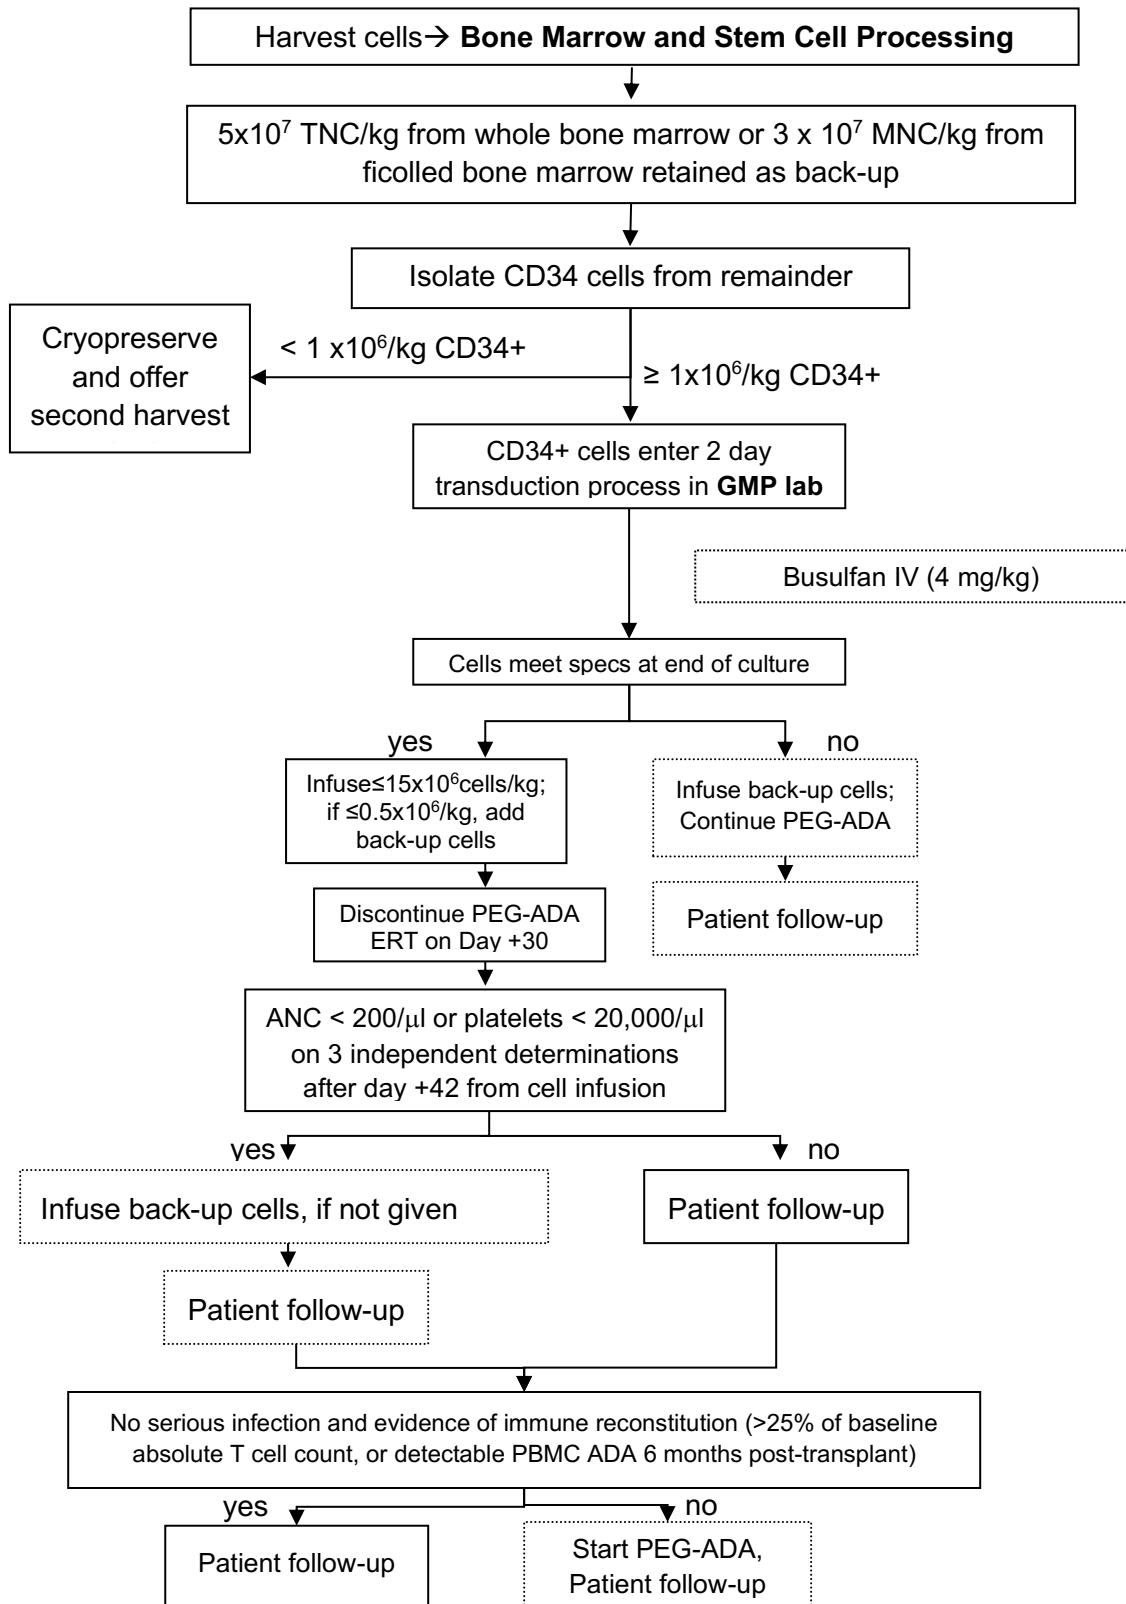 Harvest cells→ Bone Marrow and Stem Cell Processing
5x10⁷ TNC/kg from whole bone marrow or 3 x 10⁷ MNC/kg from
ficolled bone marrow retained as back-up
Isolate CD34 cells from remainder
Cryopreserve
and offer
second harvest
< 1 x10⁶/kg CD34+
≥ 1x10⁶/kg CD34+
CD34+ cells enter 2 day
transduction process in GMP lab
Busulfan IV (4 mg/kg)
Cells meet specs at end of culture
yes
no
Infuse≤15x10⁶cells/kg;
if ≤0.5x10⁶/kg, add
back-up cells
Infuse back-up cells;
Continue PEG-ADA
Discontinue PEG-ADA
ERT on Day +30
Patient follow-up
ANC < 200/μl or platelets < 20,000/μl
on 3 independent determinations
after day +42 from cell infusion
yes
no
Infuse back-up cells, if not given
Patient follow-up
Patient follow-up
No serious infection and evidence of immune reconstitution (>25% of baseline
absolute T cell count, or detectable PBMC ADA 6 months post-transplant)
yes
no
Patient follow-up
Start PEG-ADA,
Patient follow-up